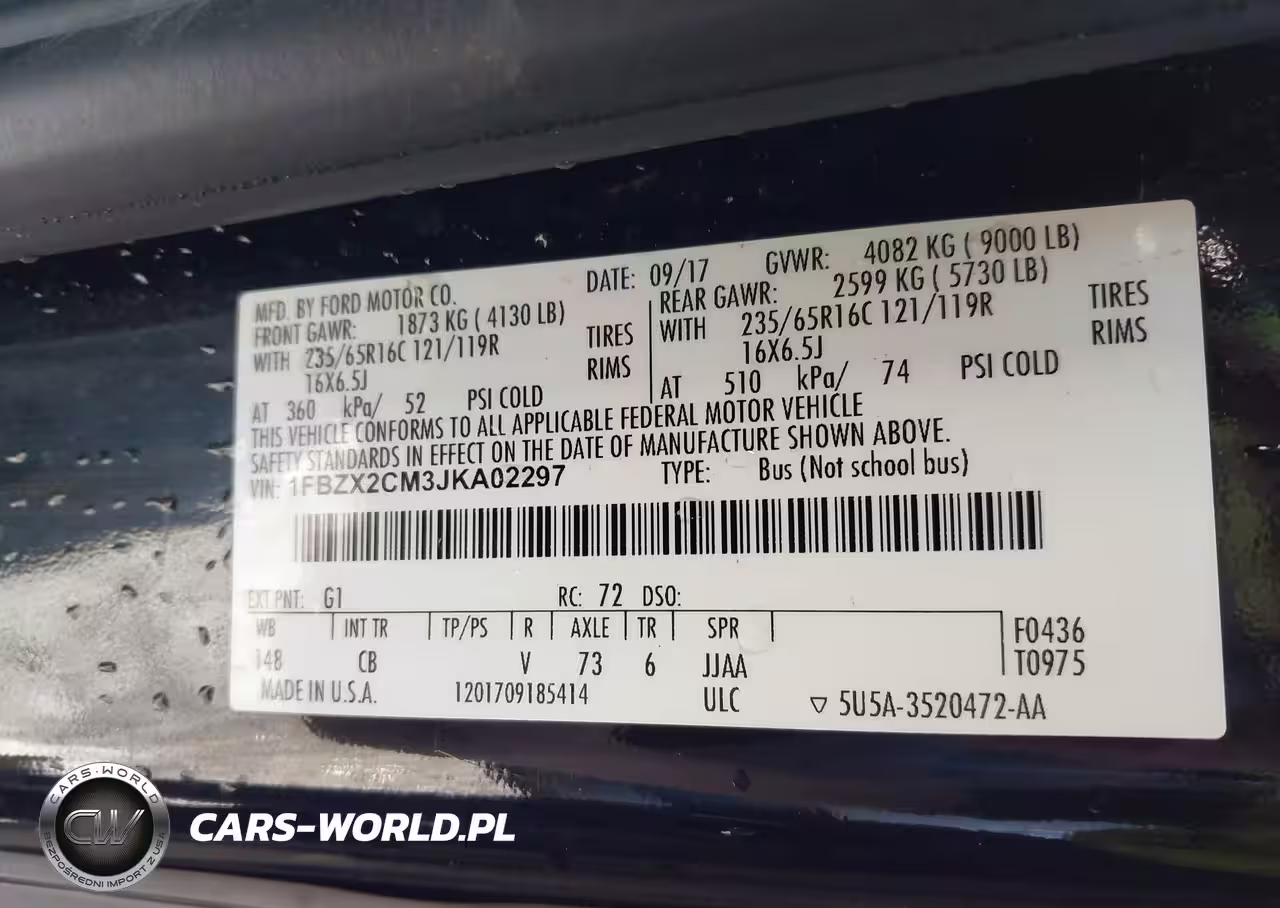 MFD. BY FORD MOTOR CO. DATE: 09/17 GVWR: 4082 KG ( 9000 LB)
FRONT GAWR: 1873 KG ( 4130 LB) REAR GAWR: 2599 KG ( 5730 LB)
WITH 235/65R16C 121/119R TIRES WITH 235/65R16C 121/119R TIRES
16X6.5J RIMS 16X6.5J RIMS
AT 360 kPa/ 52 PSI COLD AT 510 kPa/ 74 PSI COLD
THIS VEHICLE CONFORMS TO ALL APPLICABLE FEDERAL MOTOR VEHICLE
SAFETY STANDARDS IN EFFECT ON THE DATE OF MANUFACTURE SHOWN ABOVE.
VIN: 1FBZX2CM3JKA02297 TYPE: Bus (Not school bus)
EXT PNT: G1 RC: 72 DSO:
WB INT TR TP/PS R AXLE TR SPR F0436
148 CB V 73 6 JJAA T0975
MADE IN U.S.A. 1201709185414 ULC ▽ 5U5A-3520472-AA
CARS-WORLD
CW
BEZPOŚREDNI IMPORT Z USA
CARS-WORLD.PL